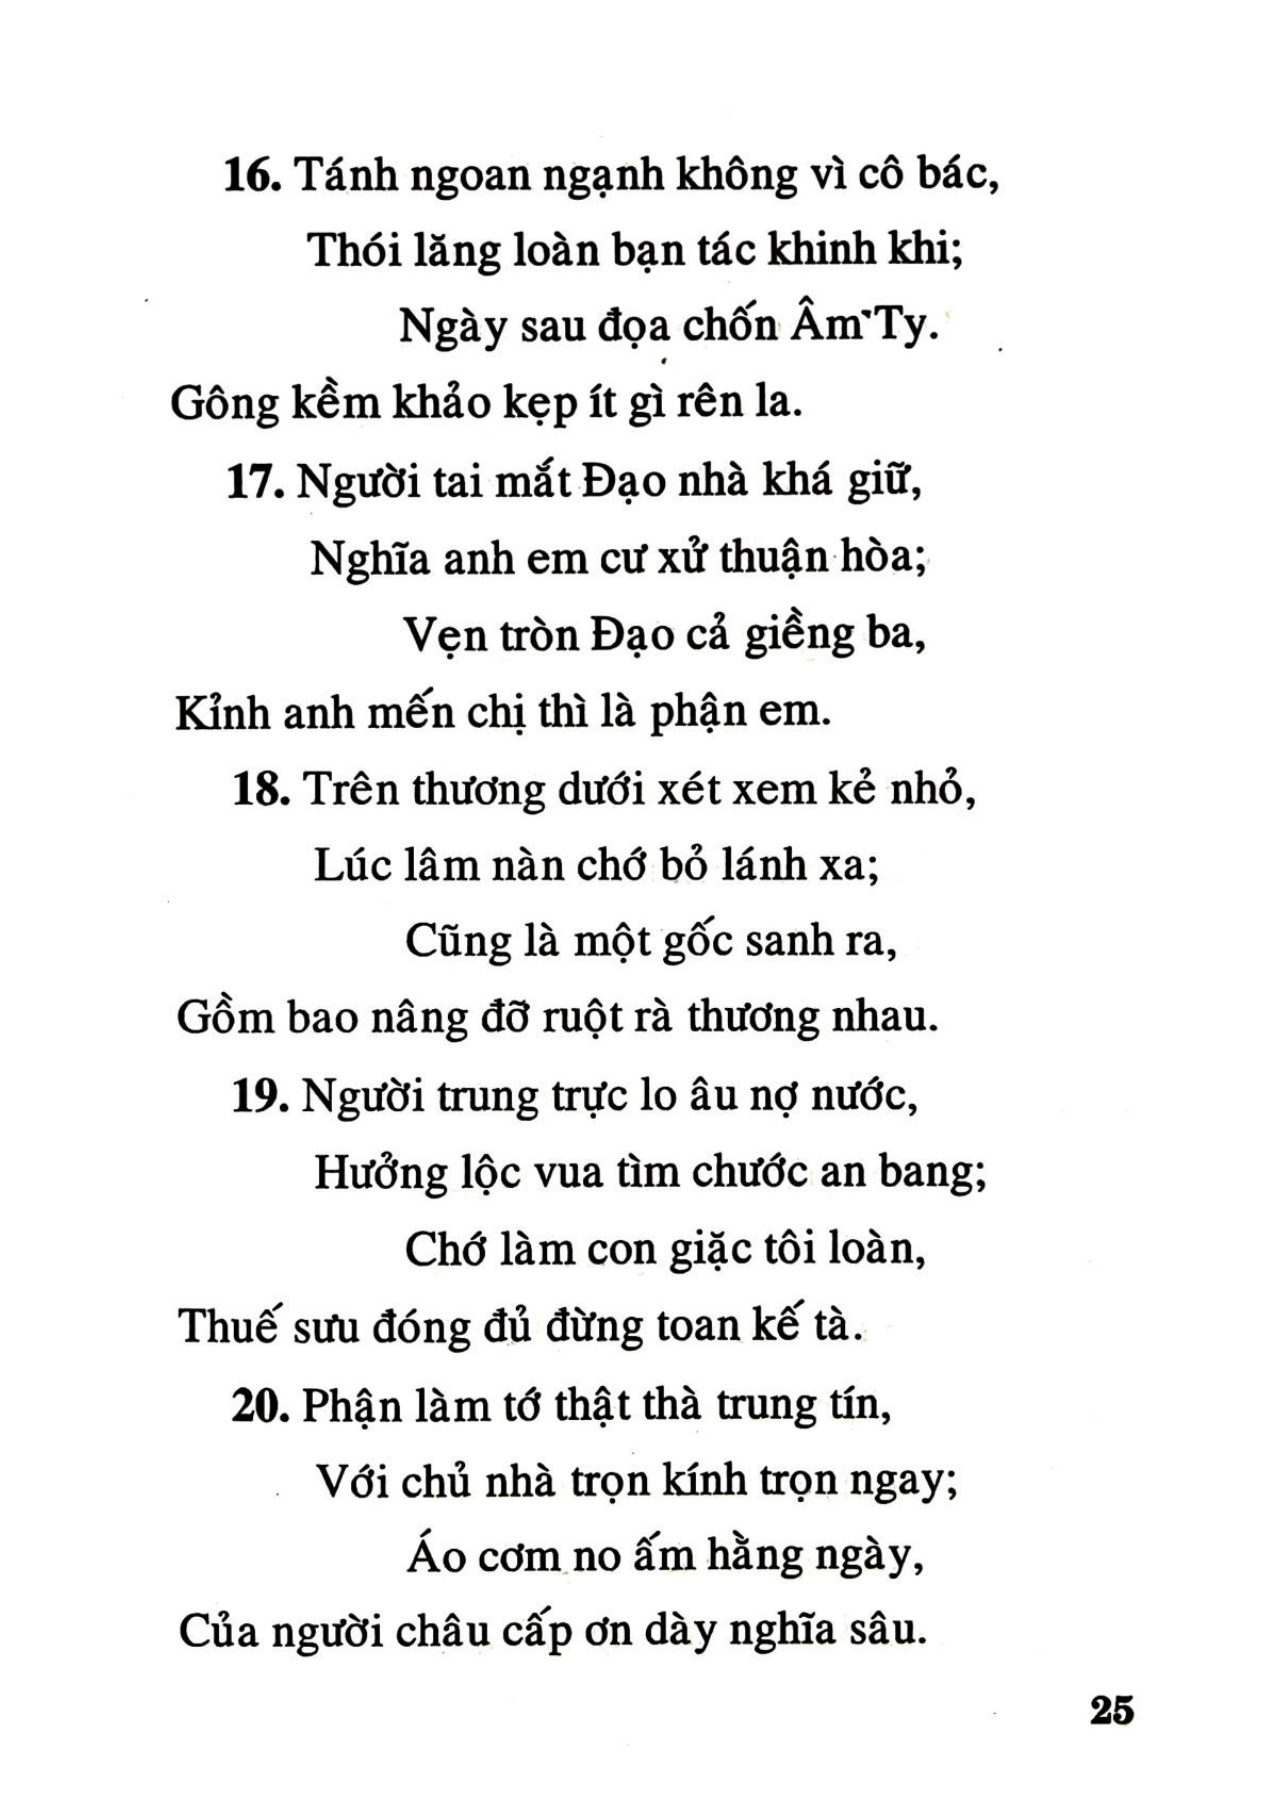 16. Tánh ngoan ngạnh không vì cô bác,
Thói lăng loàn bạn tác khinh khi;
Ngày sau đọa chốn Âm Ty.
Gông kềm khảo kẹp ít gì rên la.
17. Người tai mắt Đạo nhà khá giữ,
Nghĩa anh em cư xử thuận hòa;
Vẹn tròn Đạo cả giềng ba,
Kỉnh anh mến chị thì là phận em.
18. Trên thương dưới xét xem kẻ nhỏ,
Lúc lâm nàn chớ bỏ lánh xa;
Cũng là một gốc sanh ra,
Gồm bao nâng đỡ ruột rà thương nhau.
19. Người trung trực lo âu nợ nước,
Hưởng lộc vua tìm chước an bang;
Chớ làm con giặc tôi loàn,
Thuế sưu đóng đủ đừng toan kế tà.
20. Phận làm tớ thật thà trung tín,
Với chủ nhà trọn kính trọn ngay;
Áo cơm no ấm hằng ngày,
Của người châu cấp ơn dày nghĩa sâu.
25